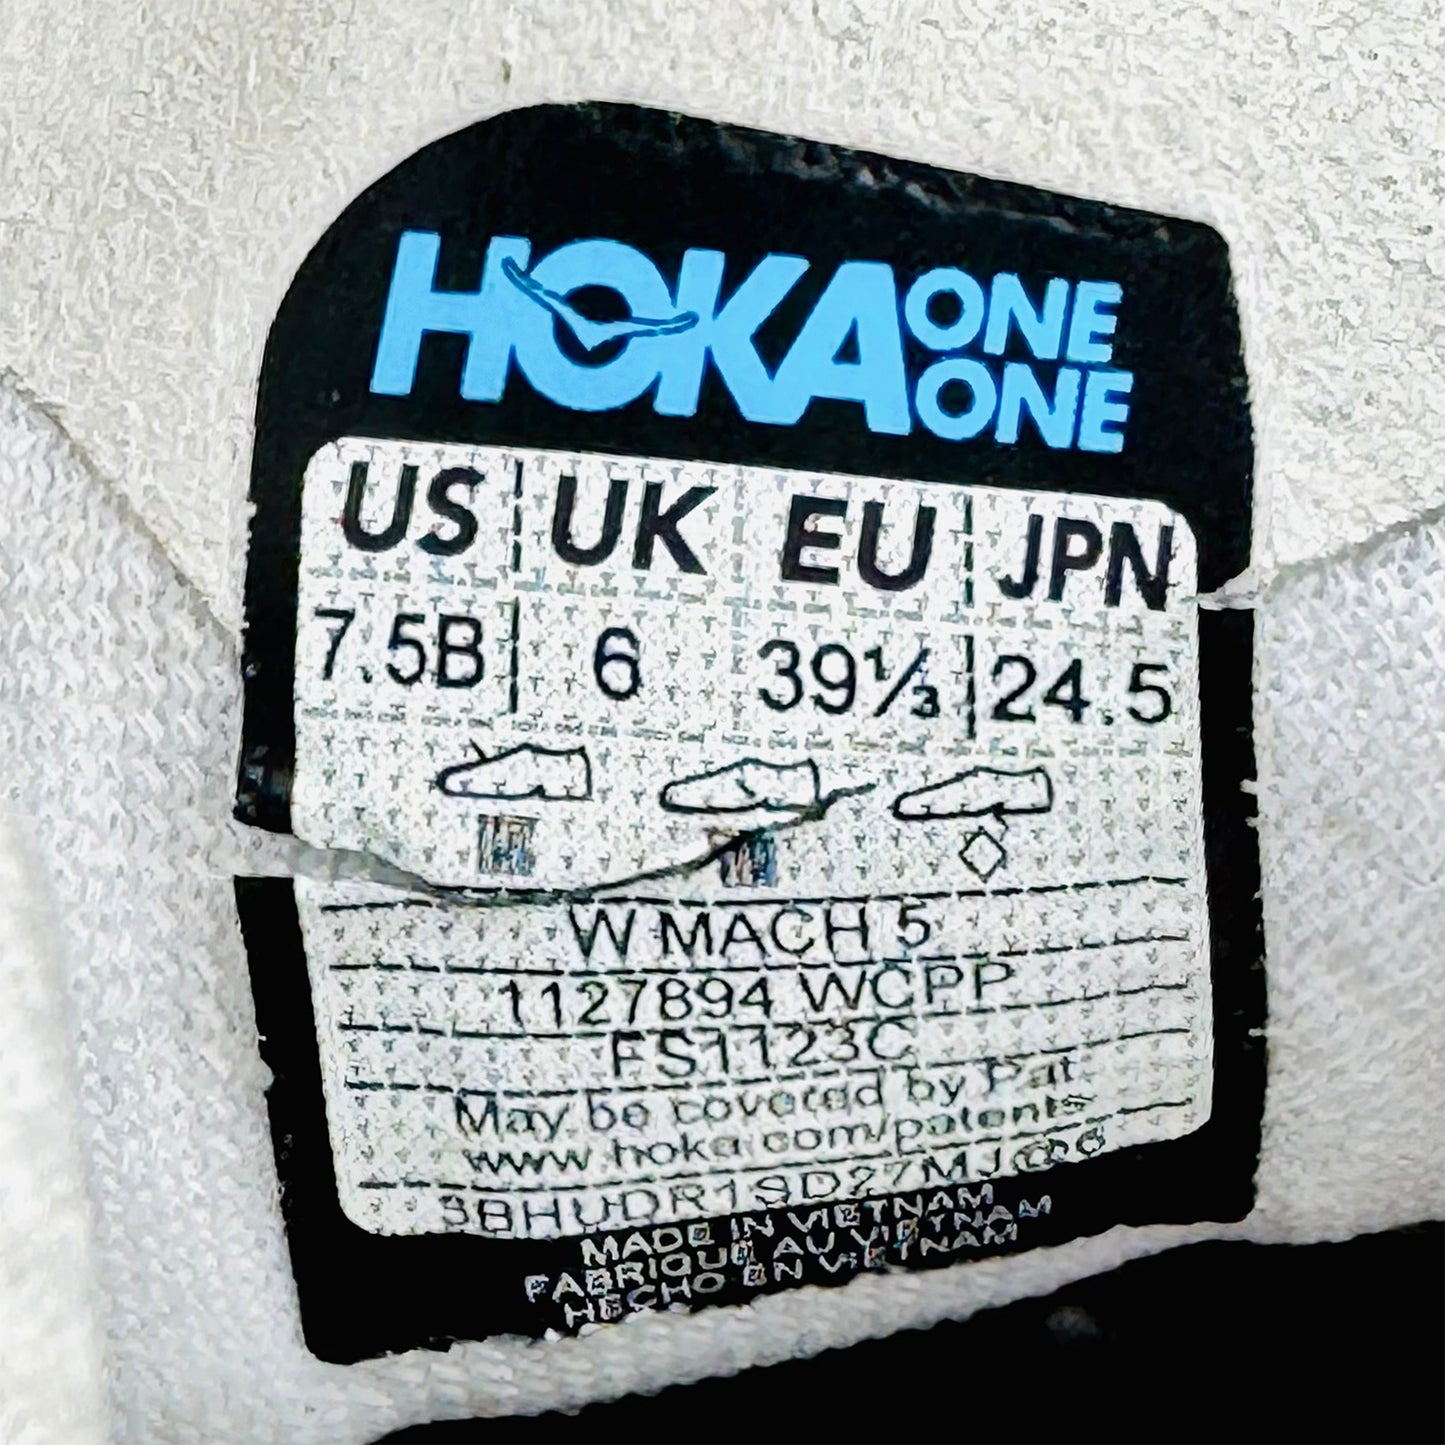 HOKA ONE ONE
US UK EU JPN
7.5B 6 39⅓ 24.5
W MACH 5
1127894 WCPP
FS1123C
May be covered by Pat.
www.hoka.com/patents
MADE IN VIETNAM
FABRIQUÉ AU VIETNAM
HECHO EN VIETNAM